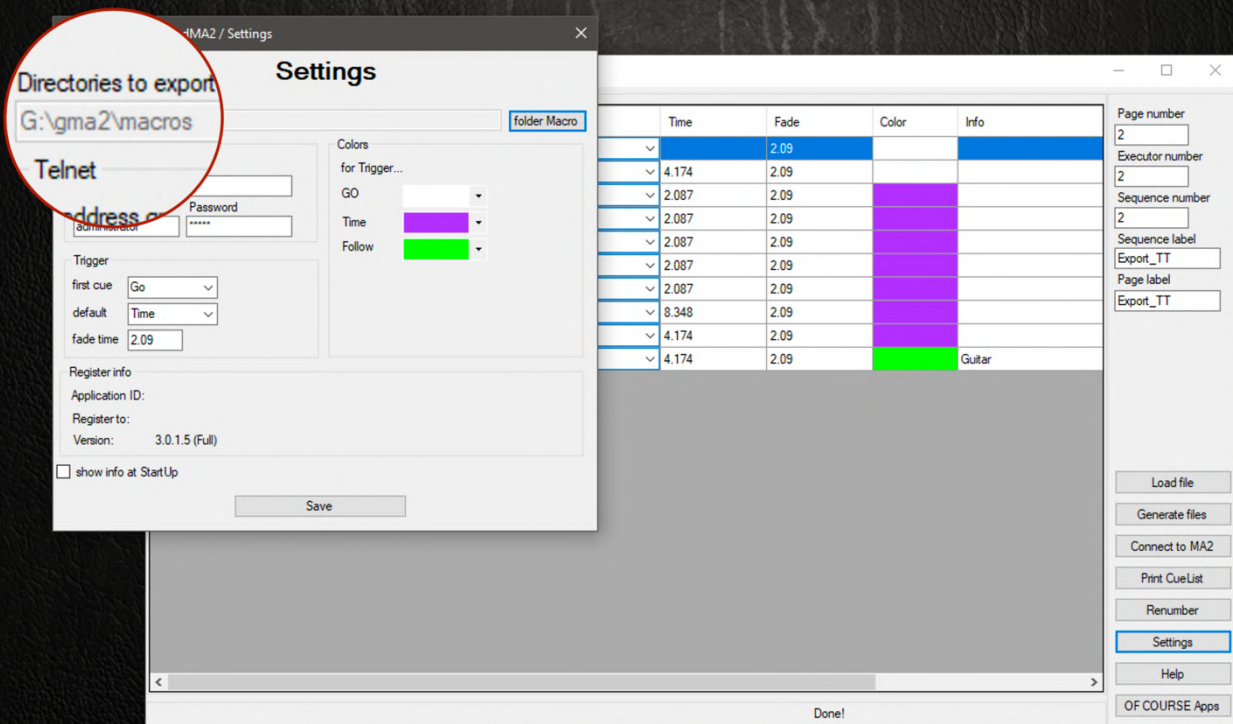 dMA2 / Settings
Settings
Directories to export
G:\gma2\macros
folder Macro
Telnet
address
Password
administrator
*****
Trigger
first cue Go
default Time
fade time 2.09
Colors
for Trigger...
GO
Time
Follow
Register info
Application ID:
Register to:
Version: 3.0.1.5 (Full)
show info at StartUp
Save
Time Fade Color Info
2.09
4.174 2.09
2.087 2.09
2.087 2.09
2.087 2.09
2.087 2.09
2.087 2.09
8.348 2.09
4.174 2.09
4.174 2.09 Guitar
Page number
2
Executor number
2
Sequence number
2
Sequence label
Export_TT
Page label
Export_TT
Load file
Generate files
Connect to MA2
Print CueList
Renumber
Settings
Help
OF COURSE Apps
Done!